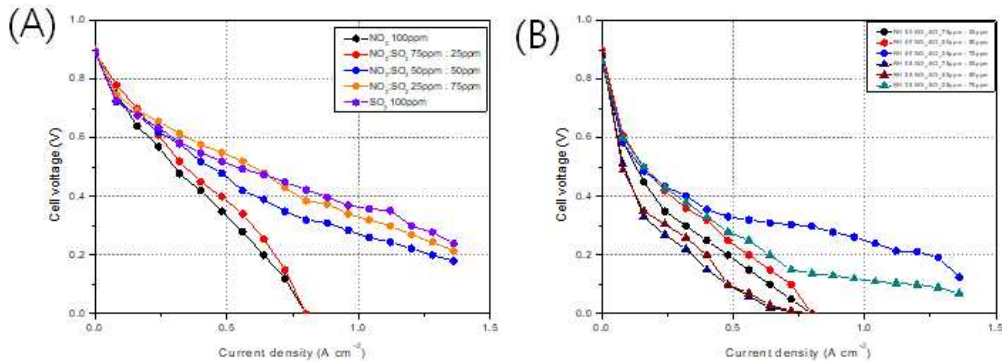 (A)
1.0
0.8
0.6
0.4
0.2
0.0
Cell voltage (V)
0.0
0.5
1.0
1.5
Current density (A cm⁻²)
NO₂ 100ppm
NO₂:SO₂ 75ppm : 25ppm
NO₂:SO₂ 50ppm : 50ppm
NO₂:SO₂ 25ppm : 75ppm
SO₂ 100ppm
(B)
1.0
0.8
0.6
0.4
0.2
0.0
Cell voltage (V)
0.0
0.5
1.0
1.5
Current density (A cm⁻²)